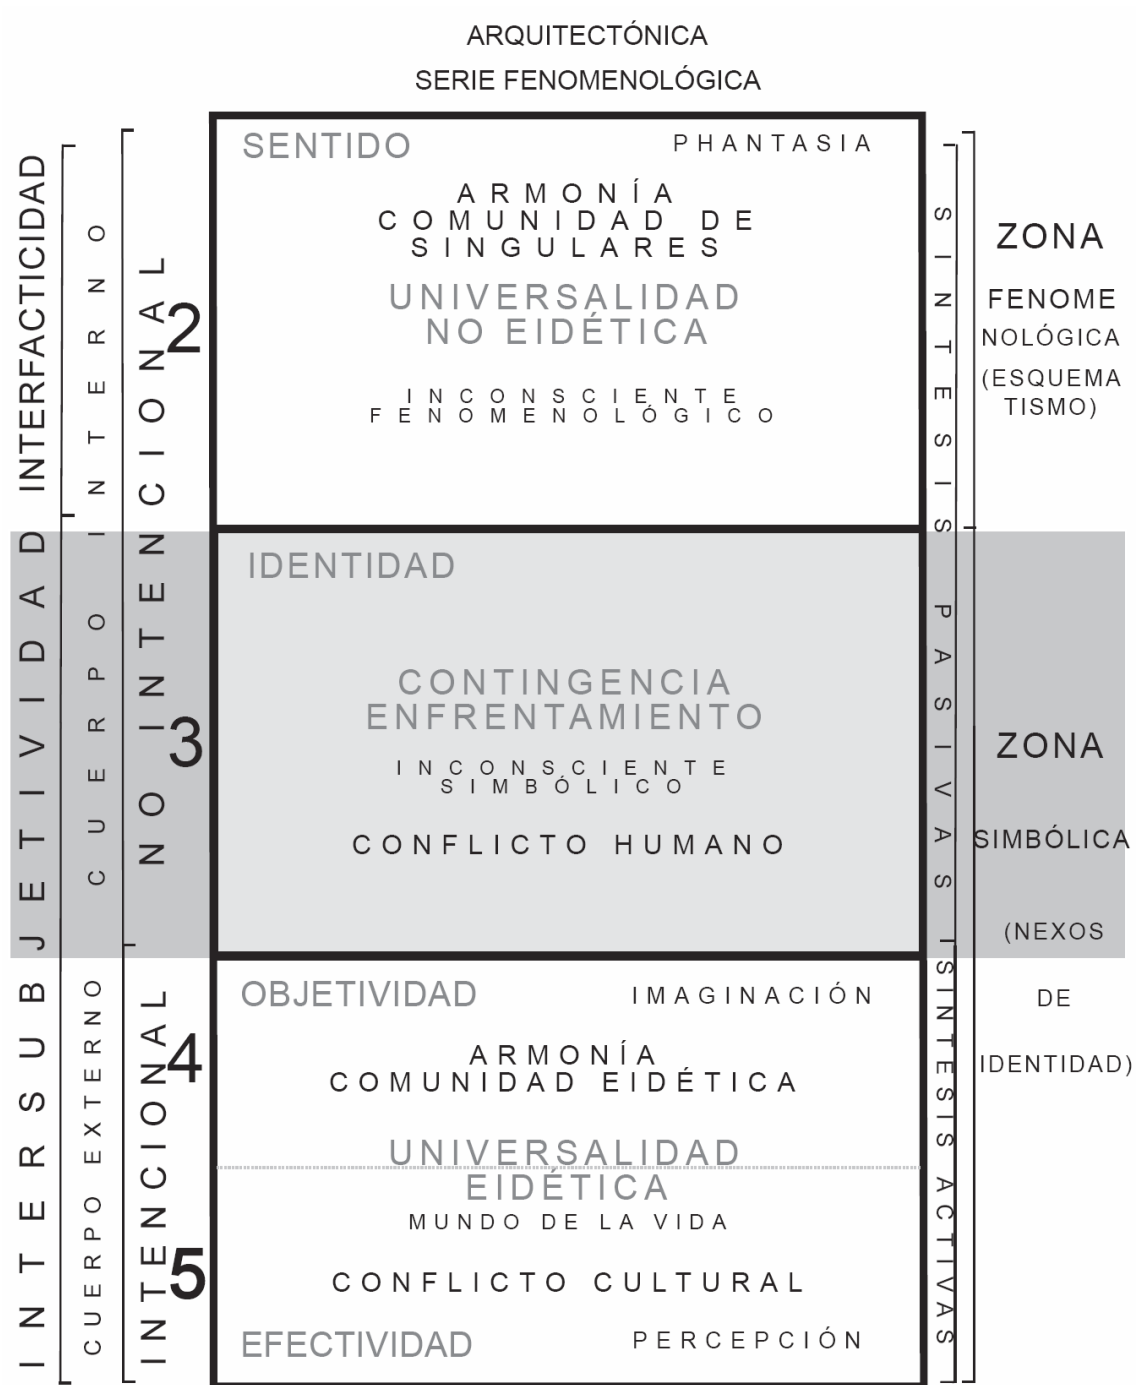 ARQUITECTÓNICA
SERIE FENOMENOLÓGICA
INTERFACTICIDAD
INTERSUBJETIVIDAD
CUERPO INTERNO
CUERPO EXTERNO
NO INTENCIONAL
INTENCIONAL
2
SENTIDO
PHANTASIA
ARMONÍA
COMUNIDAD DE
SINGULARES
UNIVERSALIDAD
NO EIDÉTICA
INCONSCIENTE
FENOMENOLÓGICO
3
IDENTIDAD
CONTINGENCIA
ENFRENTAMIENTO
INCONSCIENTE
SIMBÓLICO
CONFLICTO HUMANO
4
OBJETIVIDAD
IMAGINACIÓN
ARMONÍA
COMUNIDAD EIDÉTICA
UNIVERSALIDAD
EIDÉTICA
MUNDO DE LA VIDA
5
CONFLICTO CULTURAL
EFECTIVIDAD
PERCEPCIÓN
SINTESIS PASIVAS
SINTESIS ACTIVAS
ZONA
FENOME
NOLÓGICA
(ESQUEMA
TISMO)
ZONA
SIMBÓLICA
(NEXOS
DE
IDENTIDAD)